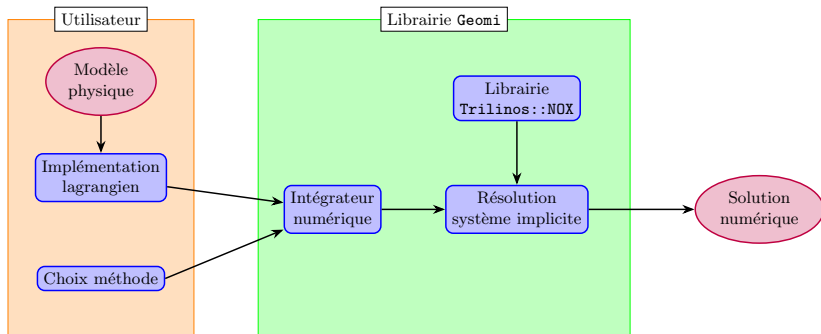 Utilisateur
Librairie Geomi
Modèle
physique
Librairie
Trilinos::NOX
Implémentation
lagrangien
Intégrateur
numérique
Résolution
système implicite
Solution
numérique
Choix méthode